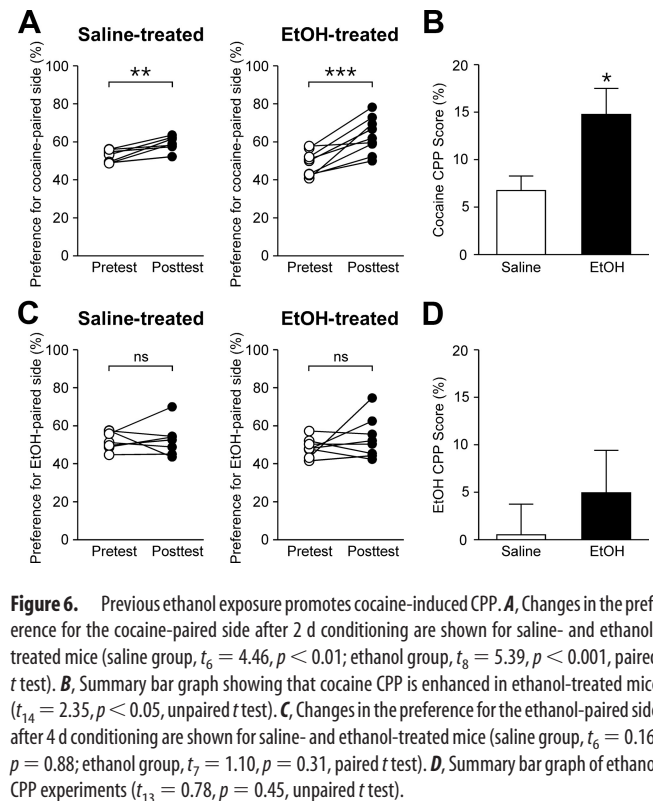 A
Saline-treated
EtOH-treated
B
Preference for cocaine-paired side (%)
100
80
60
40
20
0
**
Pretest Posttest
Preference for cocaine-paired side (%)
100
80
60
40
20
0
***
Pretest Posttest
Cocaine CPP Score (%)
20
15
10
5
0
*
Saline EtOH
C
Saline-treated
EtOH-treated
D
Preference for EtOH-paired side (%)
100
80
60
40
20
0
ns
Pretest Posttest
Preference for EtOH-paired side (%)
100
80
60
40
20
0
ns
Pretest Posttest
EtOH CPP Score (%)
20
15
10
5
0
Saline EtOH
Figure 6. Previous ethanol exposure promotes cocaine-induced CPP. A, Changes in the pref-
erence for the cocaine-paired side after 2 d conditioning are shown for saline- and ethanol-
treated mice (saline group, t6 = 4.46, p < 0.01; ethanol group, t8 = 5.39, p < 0.001, paired
t test). B, Summary bar graph showing that cocaine CPP is enhanced in ethanol-treated mice
(t14 = 2.35, p < 0.05, unpaired t test). C, Changes in the preference for the ethanol-paired side
after 4 d conditioning are shown for saline- and ethanol-treated mice (saline group, t6 = 0.16,
p = 0.88; ethanol group, t7 = 1.10, p = 0.31, paired t test). D, Summary bar graph of ethanol
CPP experiments (t13 = 0.78, p = 0.45, unpaired t test).